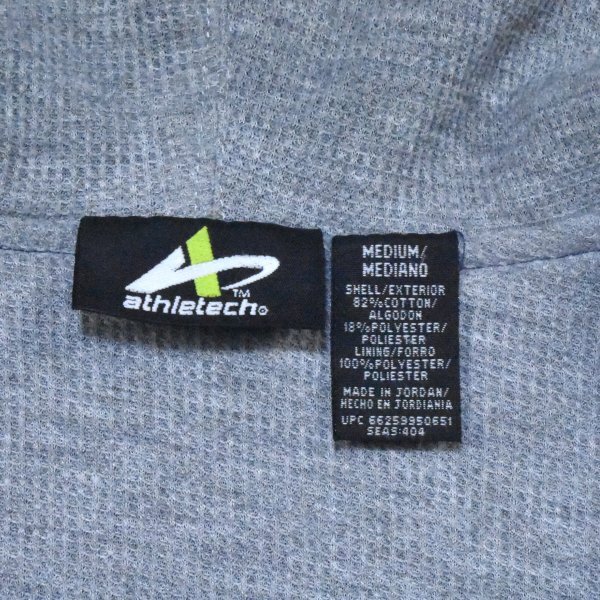 TM
athletech®
MEDIUM/
MEDIANO
SHELL/EXTERIOR
82%COTTON/
ALGODON
18%POLYESTER/
POLIESTER
LINING/FORRO
100%POLYESTER/
POLIESTER
MADE IN JORDAN/
HECHO EN JORDIANIA
UPC 66259950651
SEAS:404